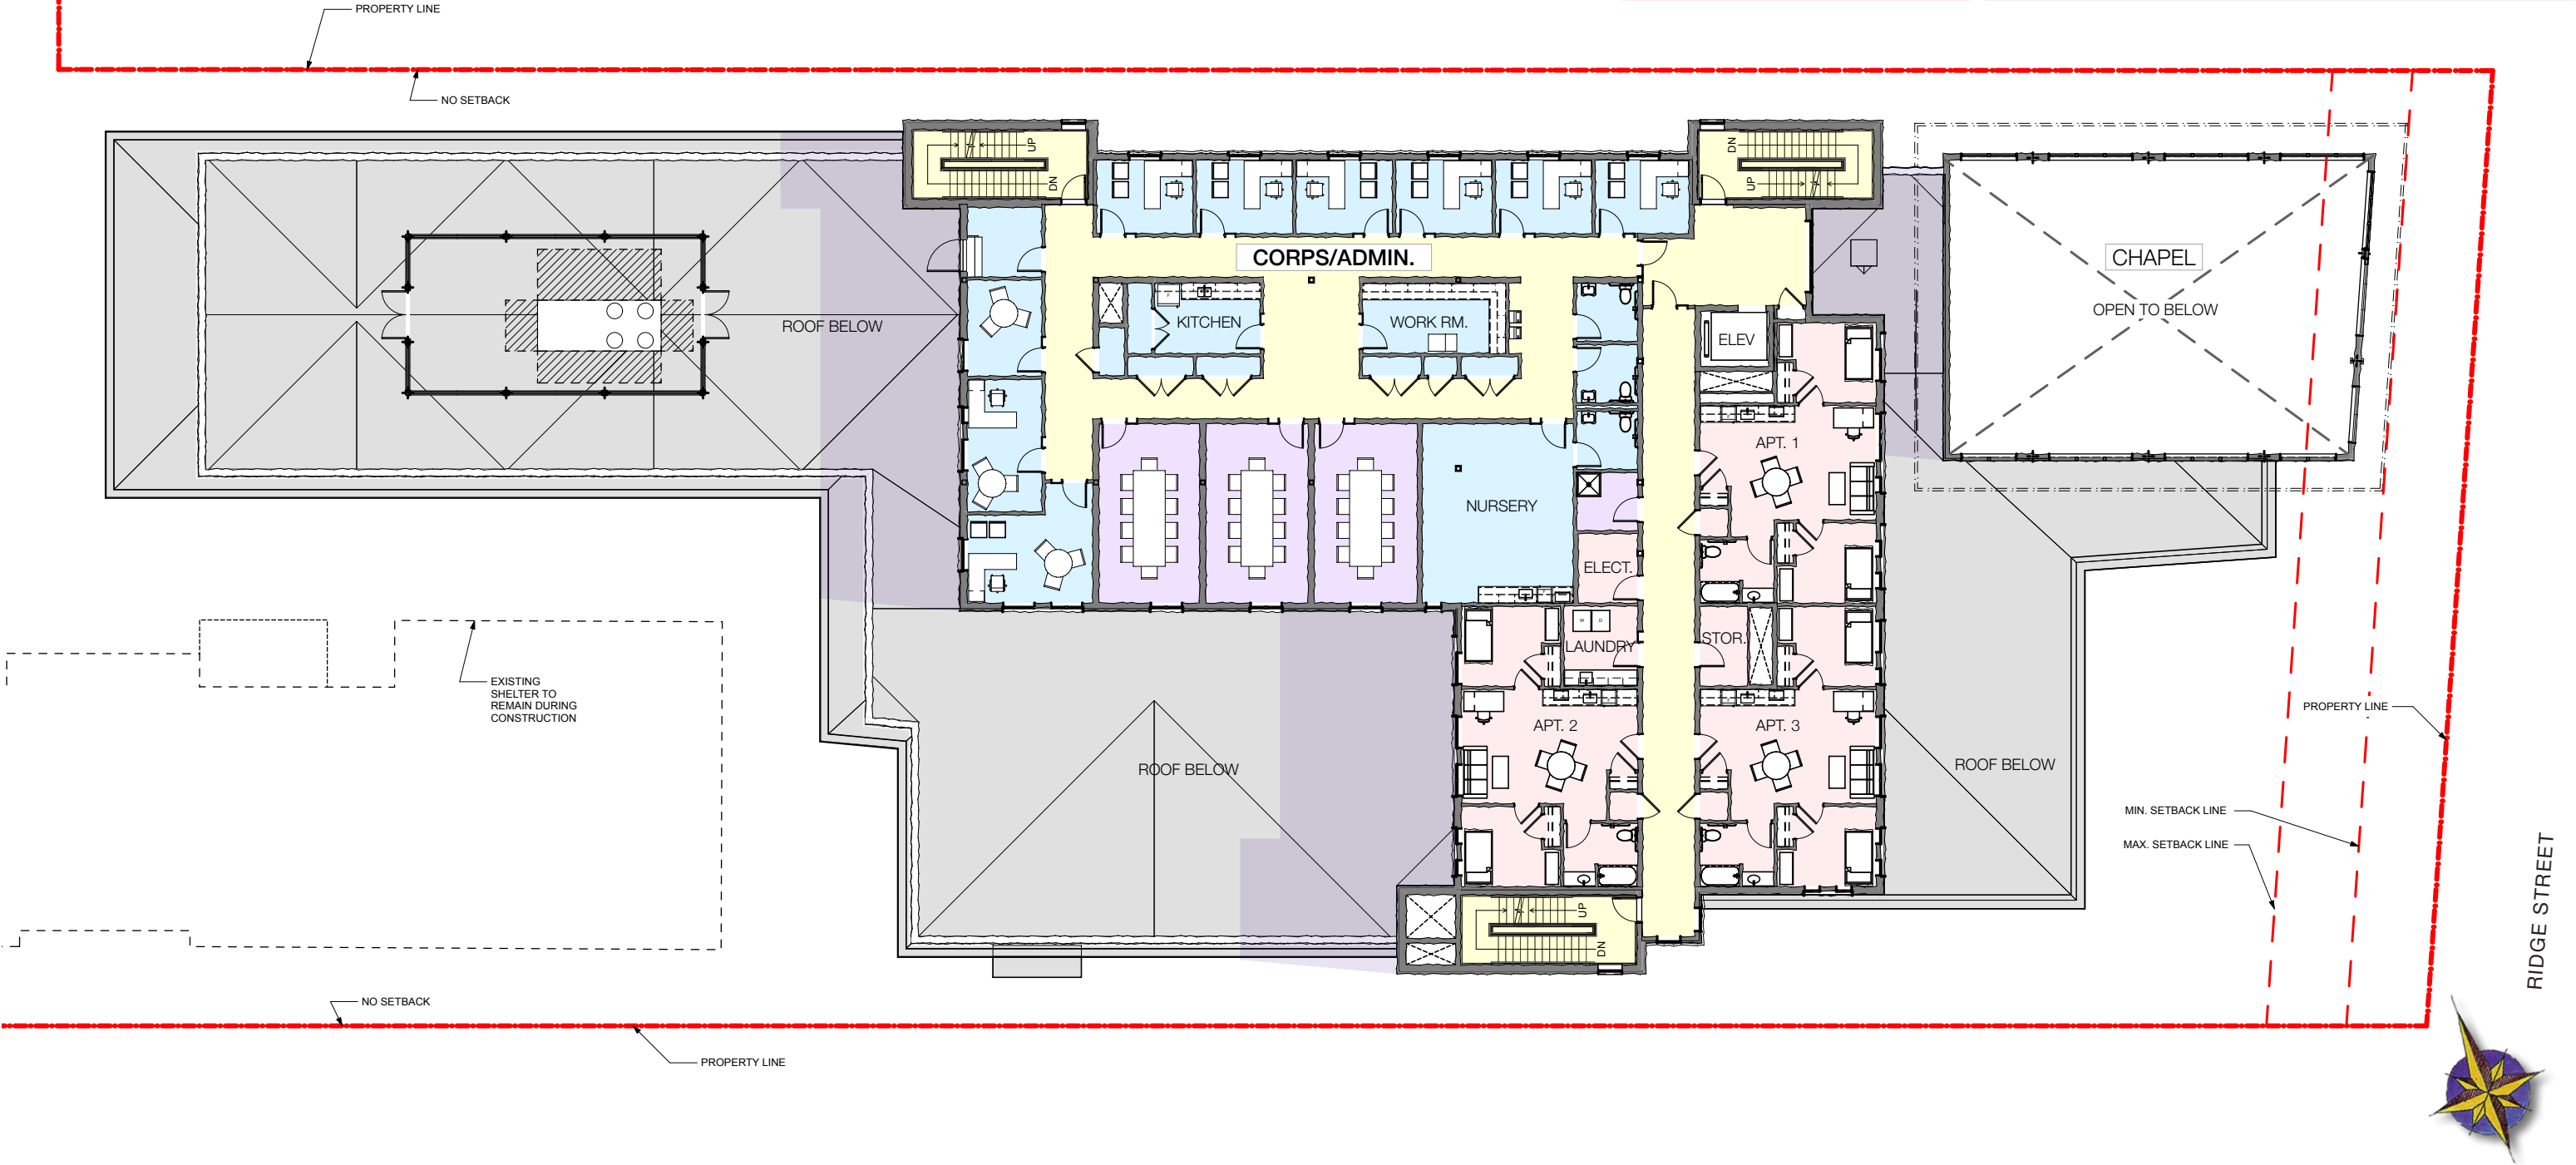 PROPERTY LINE
NO SETBACK
UP
DN
DN
UP
CORPS/ADMIN.
CHAPEL
OPEN TO BELOW
KITCHEN
WORK RM.
ELEV
ROOF BELOW
APT. 1
NURSERY
ELECT.
LAUNDRY
STOR.
W
D
EXISTING
SHELTER TO
REMAIN DURING
CONSTRUCTION
APT. 2
APT. 3
PROPERTY LINE
ROOF BELOW
ROOF BELOW
MIN. SETBACK LINE
MAX. SETBACK LINE
RIDGE STREET
UP
DN
NO SETBACK
PROPERTY LINE